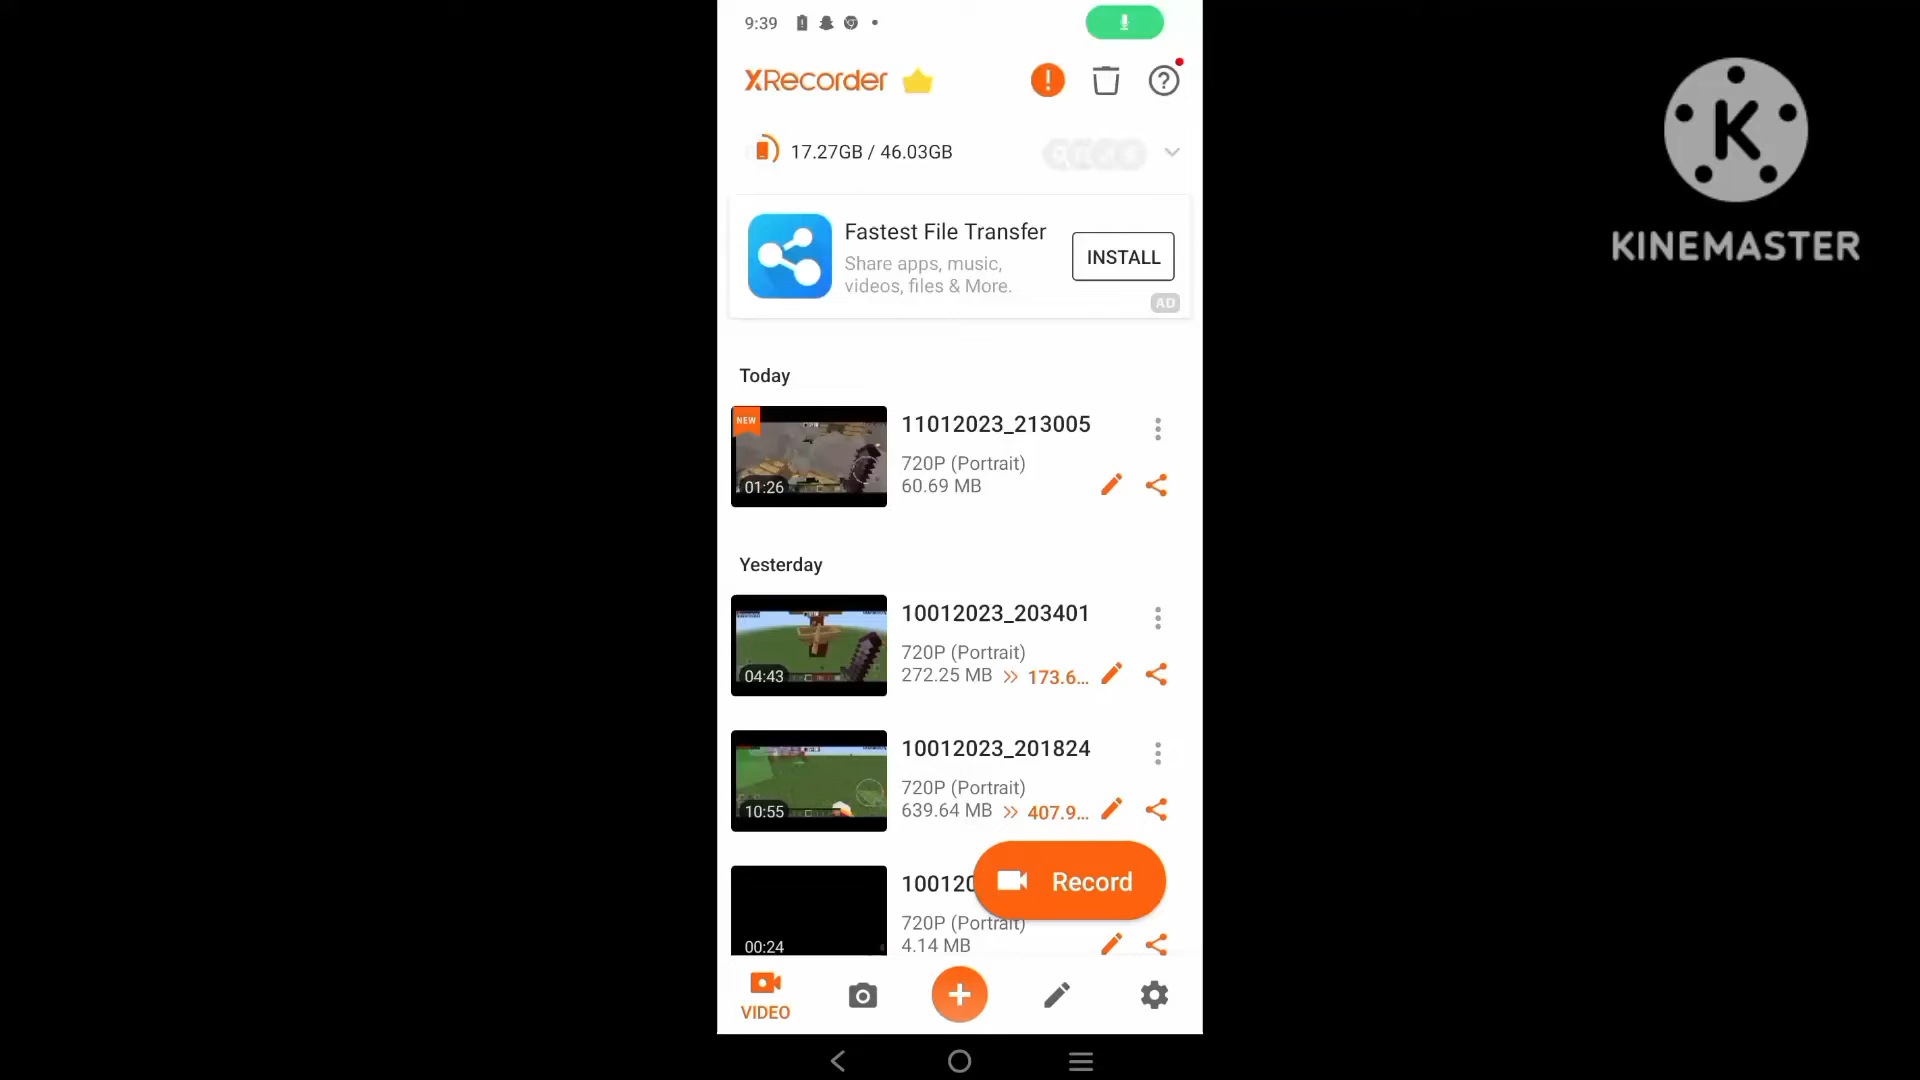 9:39
XRecorder
17.27GB / 46.03GB
Fastest File Transfer
Share apps, music,
videos, files & More.
INSTALL
AD
Today
NEW
01:26
11012023_213005
720P (Portrait)
60.69 MB
Yesterday
04:43
10012023_203401
720P (Portrait)
272.25 MB >> 173.6...
10:55
10012023_201824
720P (Portrait)
639.64 MB >> 407.9...
00:24
10012
720P (Portrait)
4.14 MB
Record
VIDEO
K
KINEMASTER